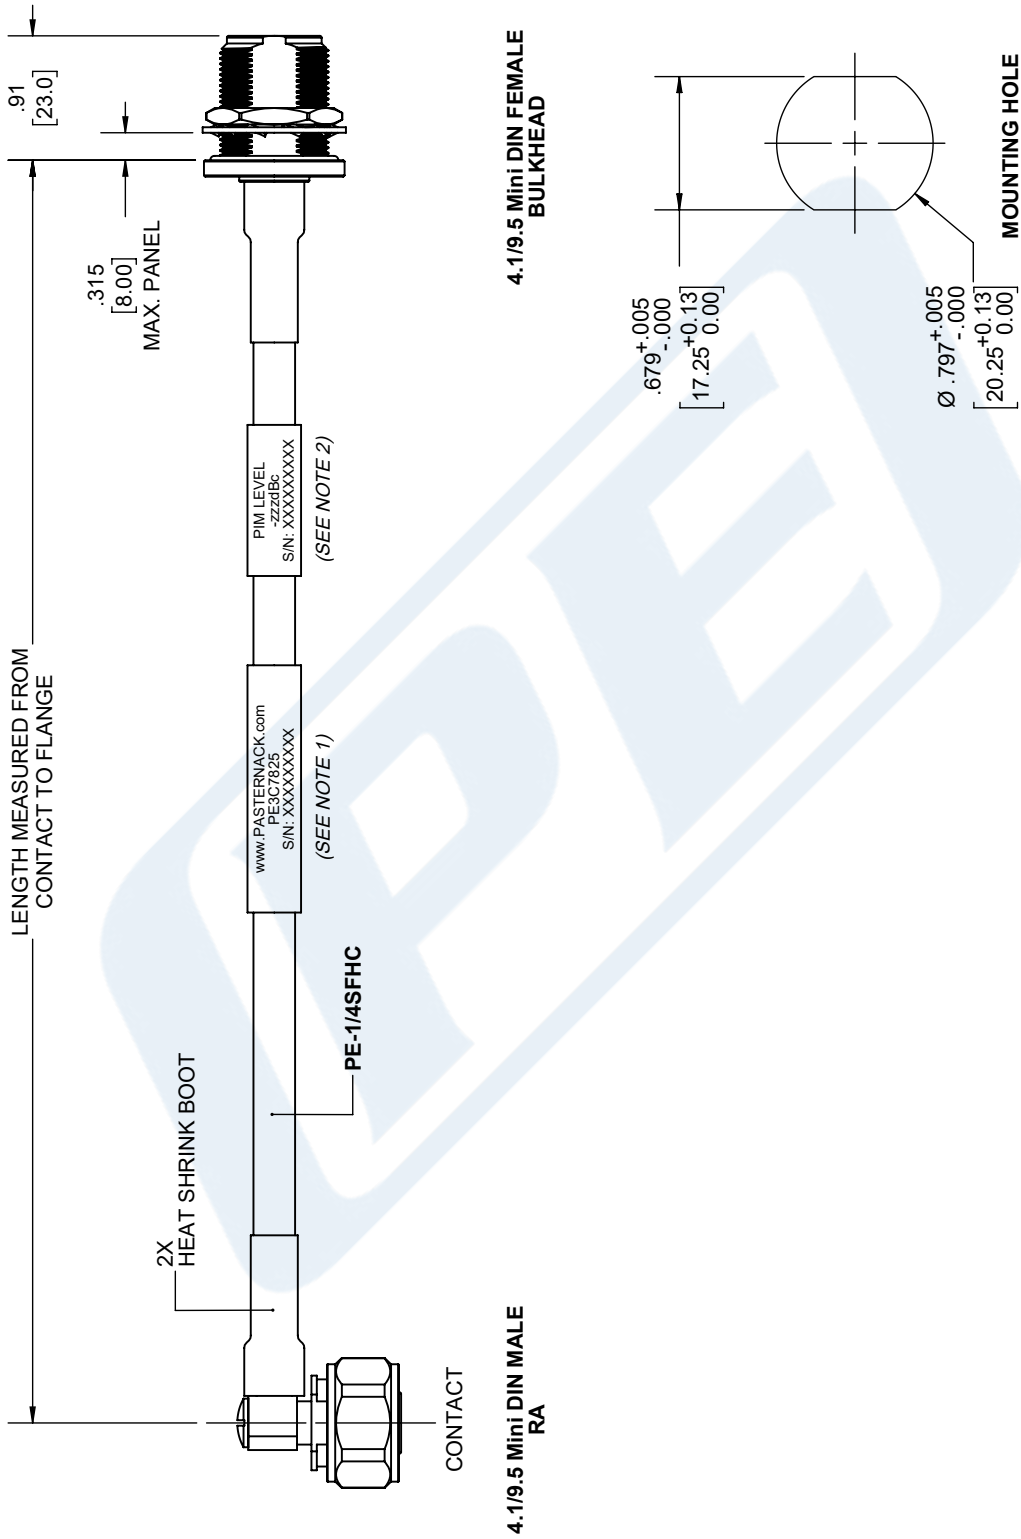 LENGTH MEASURED FROM
CONTACT TO FLANGE
.91
[23.0]
.315
[8.00]
MAX. PANEL
2X
HEAT SHRINK BOOT
www.PASTERNACK.com
PE3C7825
S/N: XXXXXXXXXX
(SEE NOTE 1)
PIM LEVEL
-zzzdBc
S/N: XXXXXXXXXX
(SEE NOTE 2)
PE-1/4SFHC
CONTACT
4.1/9.5 Mini DIN MALE
RA
4.1/9.5 Mini DIN FEMALE
BULKHEAD
.679 +.005
-.000
[17.25 +0.13
0.00]
Ø .797 +.005
-.000
[20.25 +0.13
0.00]
MOUNTING HOLE
PE